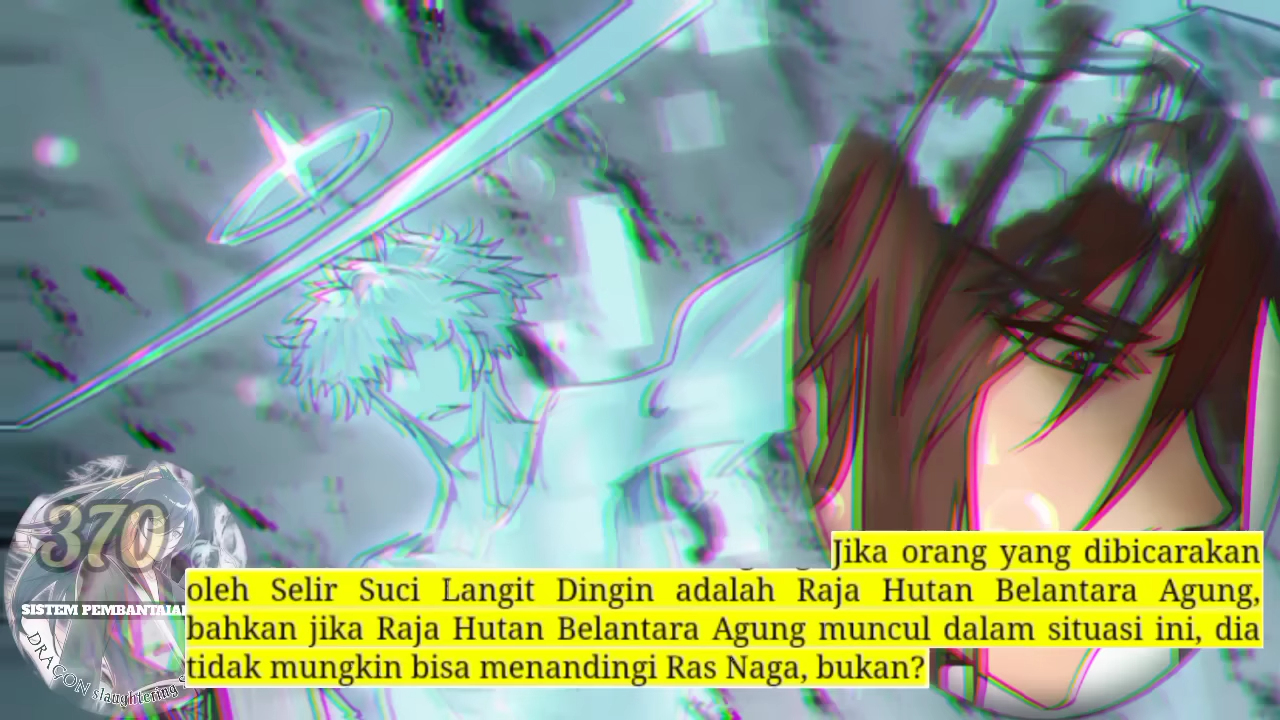 370
SISTEM PEMBANTAIAN
DRAGON slaughtering
Jika orang yang dibicarakan
oleh Selir Suci Langit Dingin adalah Raja Hutan Belantara Agung,
bahkan jika Raja Hutan Belantara Agung muncul dalam situasi ini, dia
tidak mungkin bisa menandingi Ras Naga, bukan?